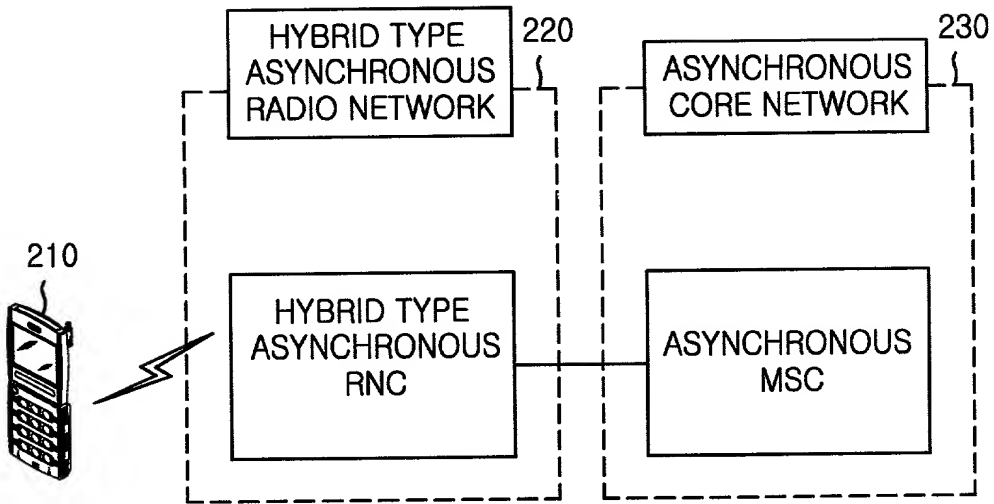 HYBRID TYPE
ASYNCHRONOUS
RADIO NETWORK
220
ASYNCHRONOUS
CORE NETWORK
230
210
HYBRID TYPE
ASYNCHRONOUS
RNC
ASYNCHRONOUS
MSC